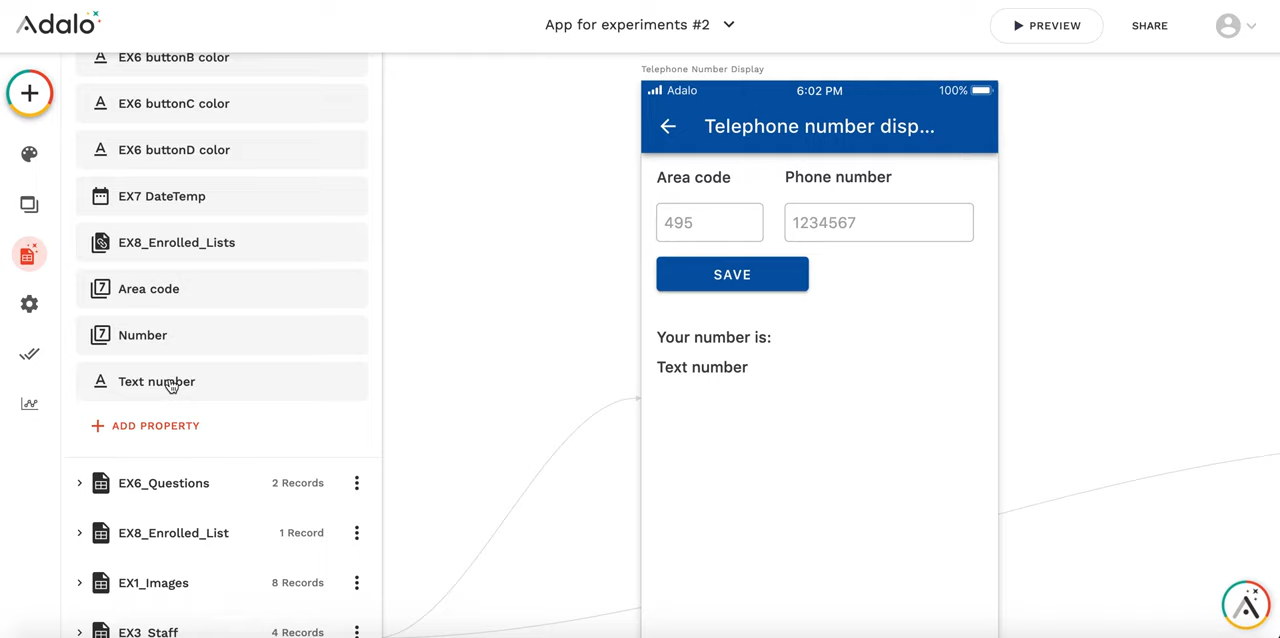 Adalo
App for experiments #2
PREVIEW
SHARE
EX6 buttonB color
EX6 buttonC color
EX6 buttonD color
EX7 DateTemp
EX8_Enrolled_Lists
7 Area code
7 Number
A Text number
+ ADD PROPERTY
EX6_Questions 2 Records
EX8_Enrolled_List 1 Record
EX1_Images 8 Records
EX3_Staff 4 Records
Telephone Number Display
Adalo 6:02 PM 100%
Telephone number disp...
Area code Phone number
495 1234567
SAVE
Your number is:
Text number